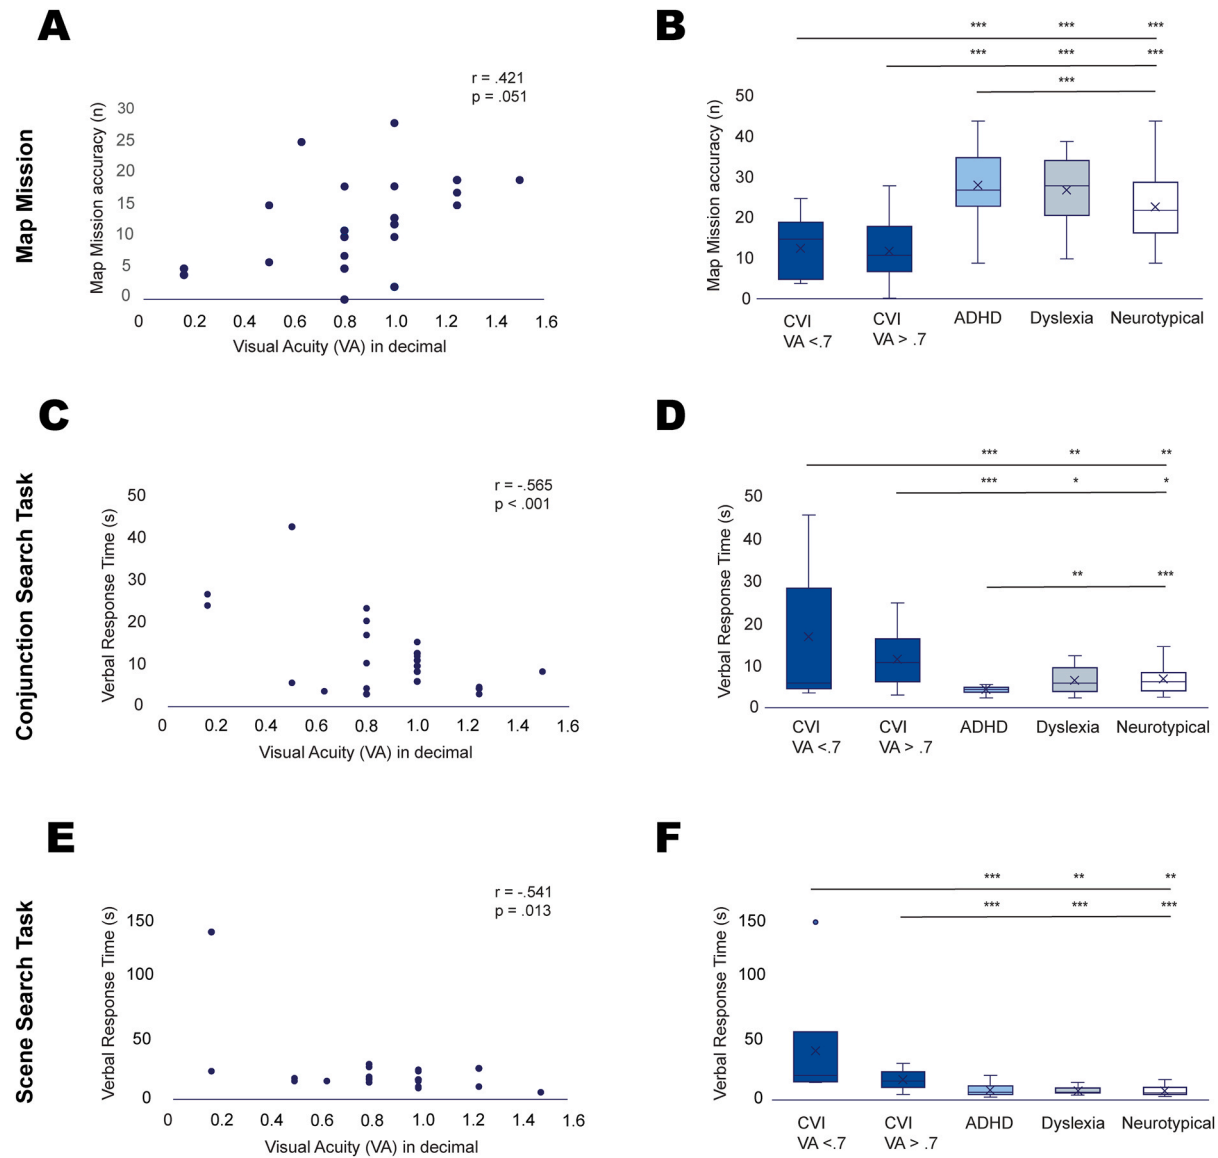 A
B
Map Mission
r = .421
p = .051
Map Mission accuracy (n)
30
25
20
15
10
5
0
0 0.2 0.4 0.6 0.8 1.0 1.2 1.4 1.6
Visual Acuity (VA) in decimal
*** *** ***
*** *** ***
***
Map Mission accuracy (n)
50
40
30
20
10
0
CVI VA <.7
CVI VA > .7
ADHD
Dyslexia
Neurotypical
C
D
Conjunction Search Task
r = -.565
p < .001
Verbal Response Time (s)
50
40
30
20
10
0
0 0.2 0.4 0.6 0.8 1.0 1.2 1.4 1.6
Visual Acuity (VA) in decimal
*** ** **
*** * *
** ***
Verbal Response Time (s)
50
40
30
20
10
0
CVI VA <.7
CVI VA > .7
ADHD
Dyslexia
Neurotypical
E
F
Scene Search Task
r = -.541
p = .013
Verbal Response Time (s)
150
100
50
0
0 0.2 0.4 0.6 0.8 1.0 1.2 1.4 1.6
Visual Acuity (VA) in decimal
*** ** **
*** *** ***
Verbal Response Time (s)
150
100
50
0
CVI VA <.7
CVI VA > .7
ADHD
Dyslexia
Neurotypical